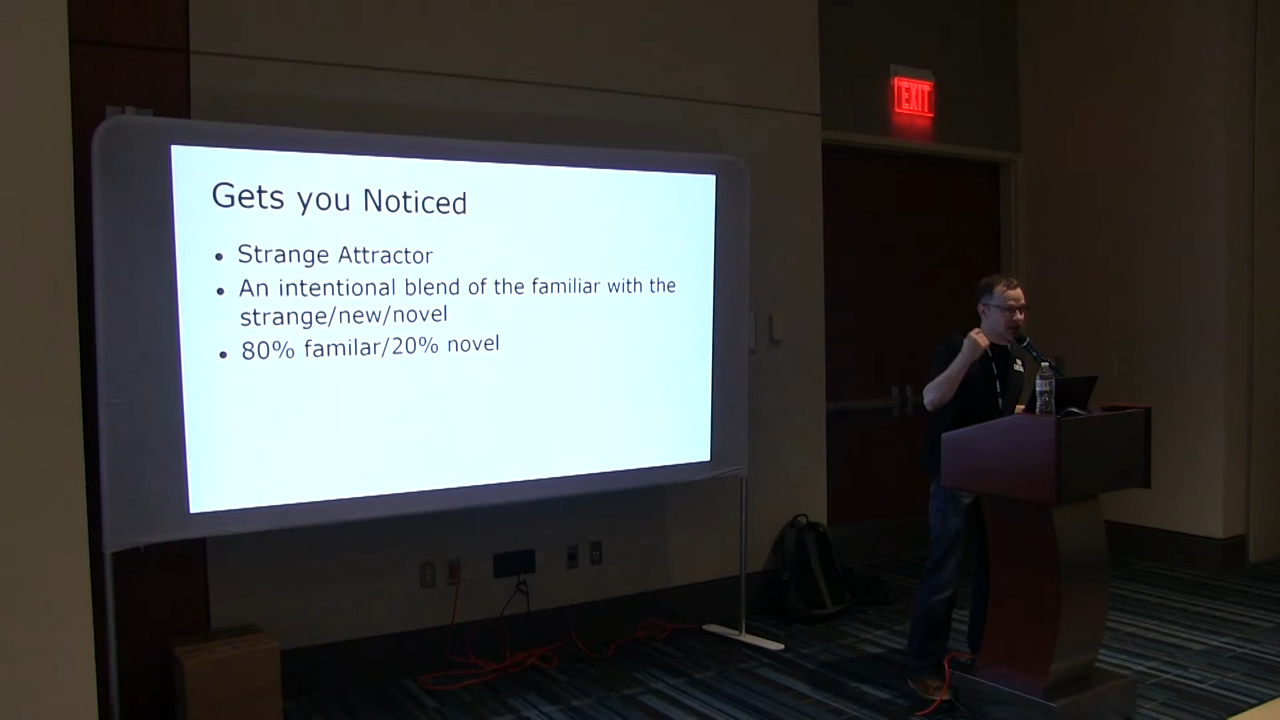 Gets you Noticed
Strange Attractor
An intentional blend of the familiar with the
strange/new/novel
80% familar/20% novel
EXIT